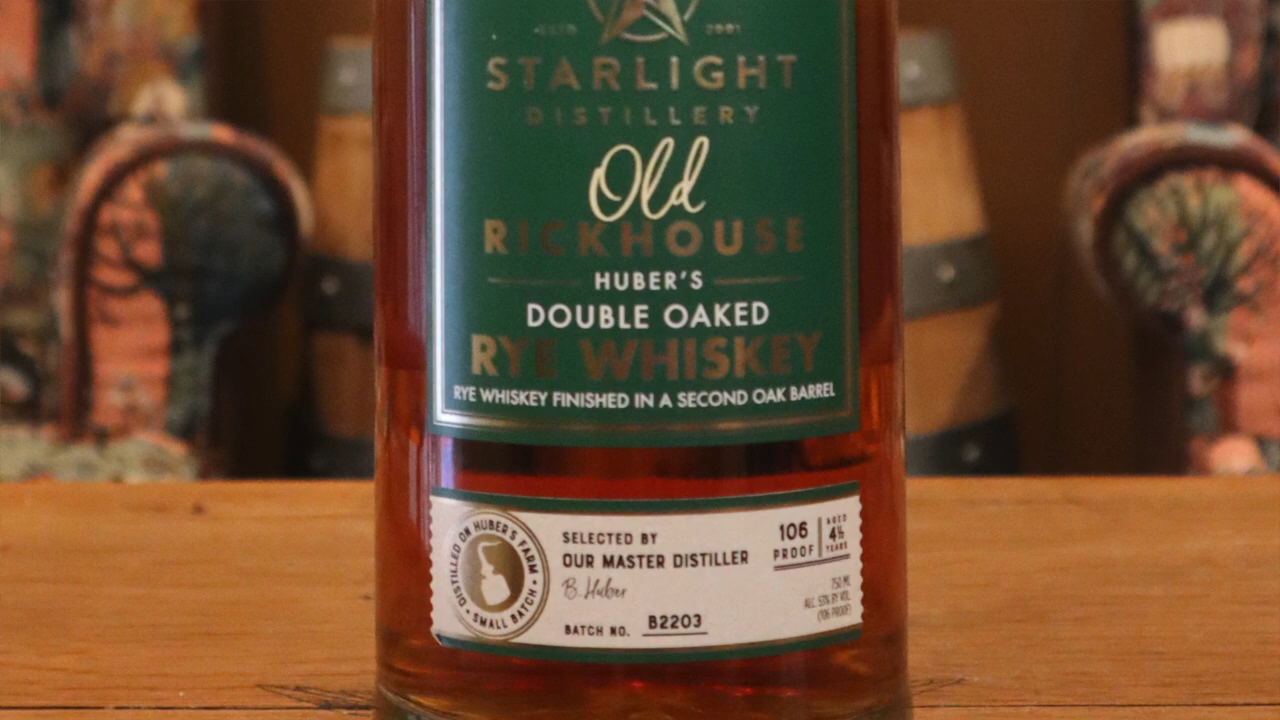 ESTD 2001
STARLIGHT
DISTILLERY
Old
RICKHOUSE
HUBER'S
DOUBLE OAKED
RYE WHISKEY
RYE WHISKEY FINISHED IN A SECOND OAK BARREL
DISTILLED ON HUBER'S FARM
• SMALL BATCH •
SELECTED BY
OUR MASTER DISTILLER
B. Huber
BATCH NO. B2203
106
PROOF
AGED
4½
YEARS
750 ML
ALC. 53% BY VOL.
(106 PROOF)